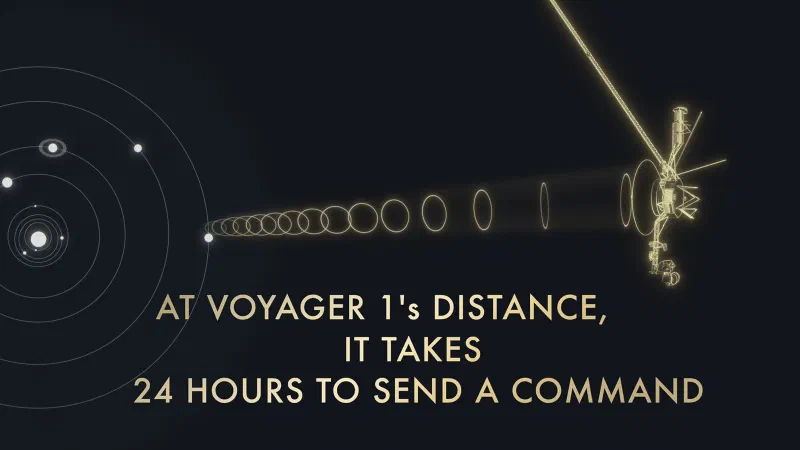 AT VOYAGER 1's DISTANCE,
IT TAKES
24 HOURS TO SEND A COMMAND